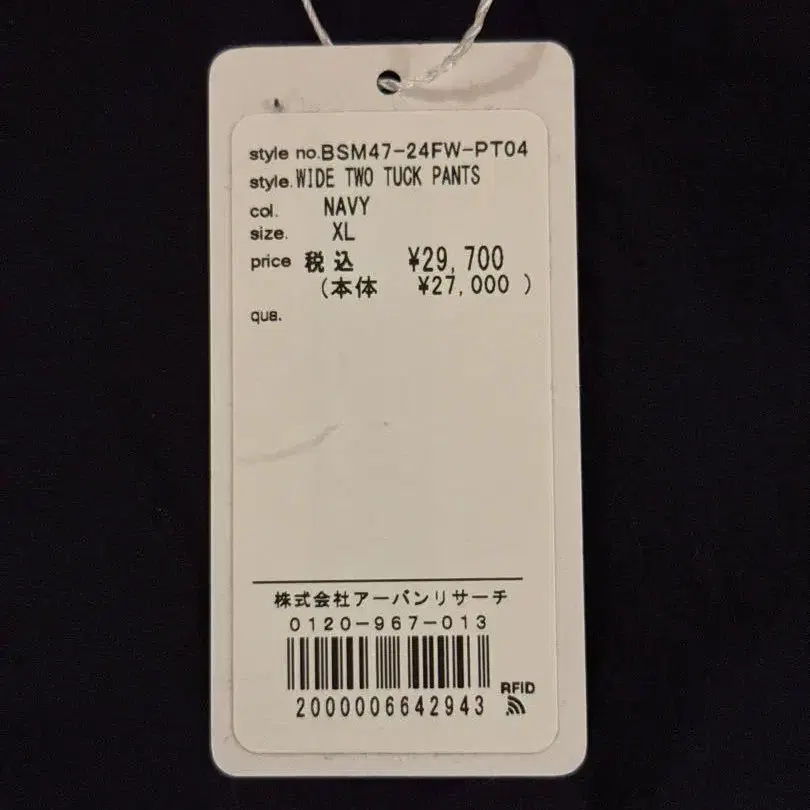 style no.BSM47-24FW-PT04
style.WIDE TWO TUCK PANTS
col. NAVY
size. XL
price 税込 ¥29,700
(本体 ¥27,000 )
qua.
株式会社アーバンリサーチ
0120-967-013
RFID
2000006642943